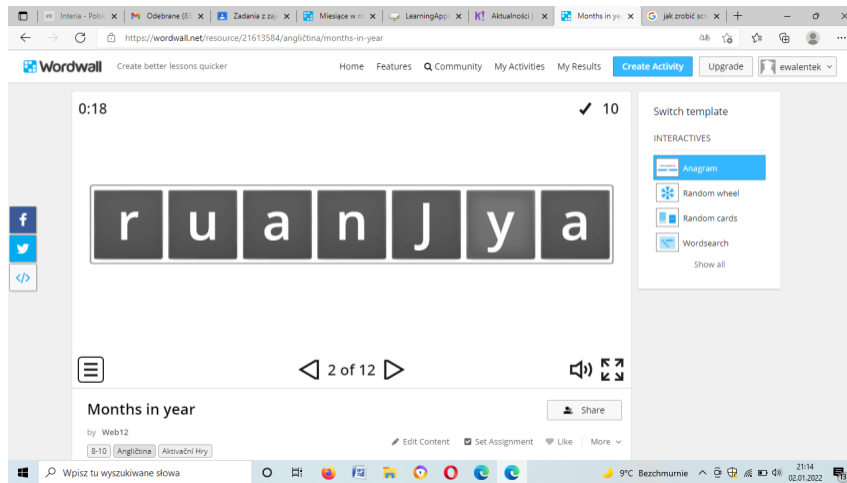 Interia - Polsk
Odebrane (83
Zadania z zaję
Miesiące w ro
LearningApps
Aktualności |
Months in yea
jak zrobić scre
https://wordwall.net/resource/21613584/angličtina/months-in-year
Wordwall Create better lessons quicker Home Features Community My Activities My Results Create Activity Upgrade ewalentek
0:18 10
r u a n J y a
2 of 12
Switch template
INTERACTIVES
Anagram
Random wheel
Random cards
Wordsearch
Show all
Months in year
Share
by Web12
Edit Content Set Assignment Like More
8-10 Angličtina Aktivační Hry
Wpisz tu wyszukiwane słowa
9°C Bezchmurnie
21:14
02.01.2022